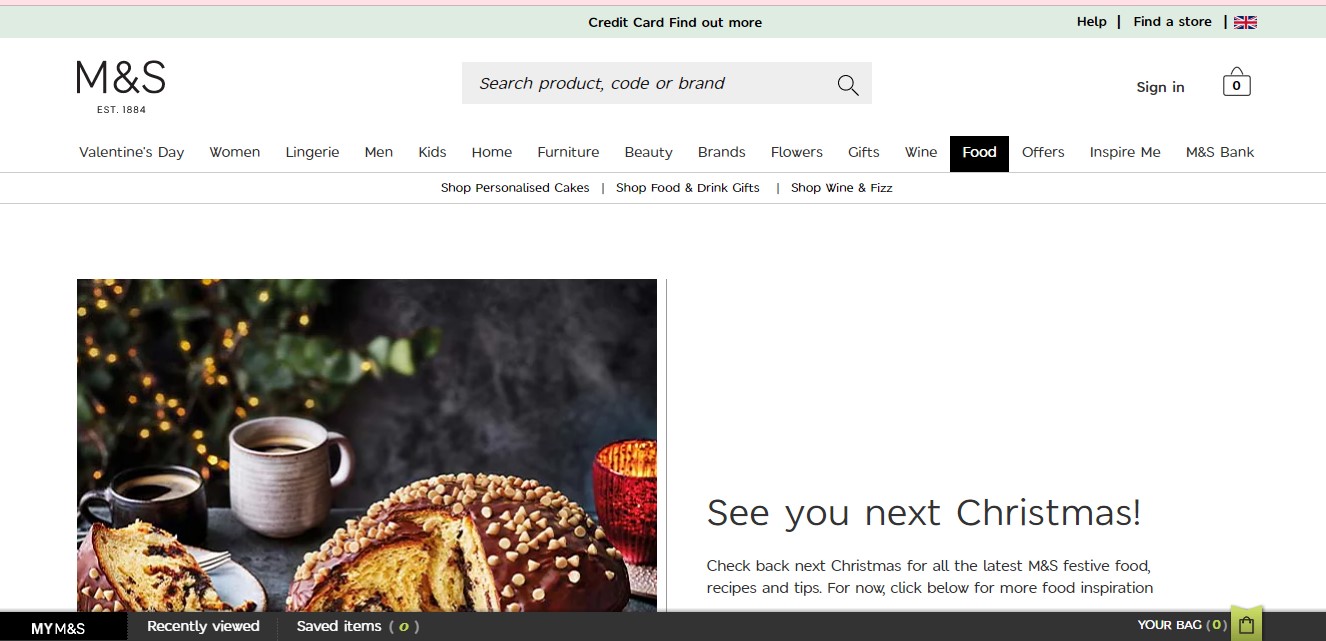 Credit Card Find out more
Help | Find a store |
M&S
EST. 1884
Search product, code or brand
Sign in
0
Valentine's Day Women Lingerie Men Kids Home Furniture Beauty Brands Flowers Gifts Wine Food Offers Inspire Me M&S Bank
Shop Personalised Cakes | Shop Food & Drink Gifts | Shop Wine & Fizz
See you next Christmas!
Check back next Christmas for all the latest M&S festive food,
recipes and tips. For now, click below for more food inspiration
MY M&S Recently viewed Saved items ( 0 ) YOUR BAG (0)